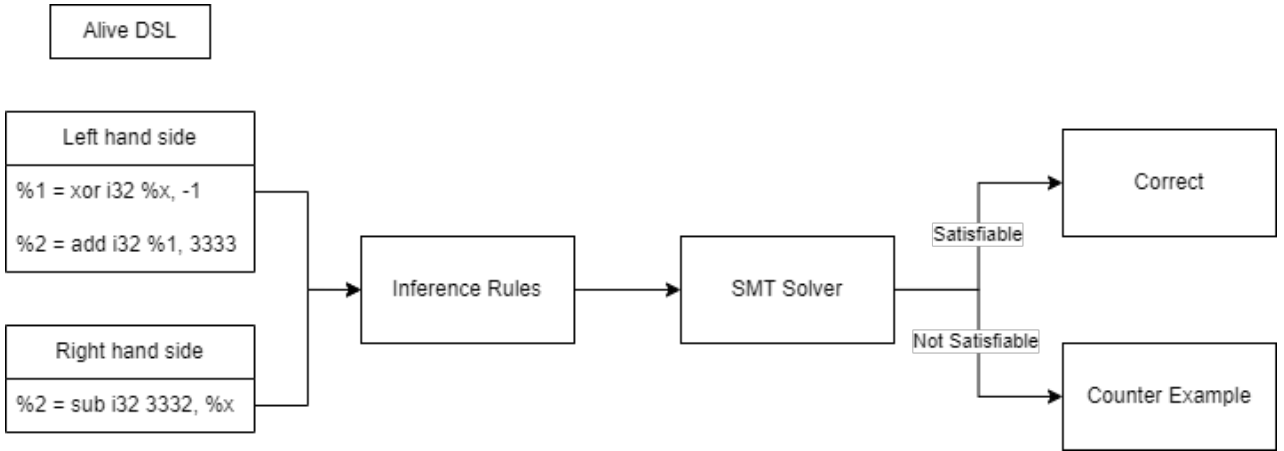 Alive DSL
Left hand side
%1 = xor i32 %x, -1
%2 = add i32 %1, 3333
Right hand side
%2 = sub i32 3332, %x
Inference Rules
SMT Solver
Satisfiable
Not Satisfiable
Correct
Counter Example